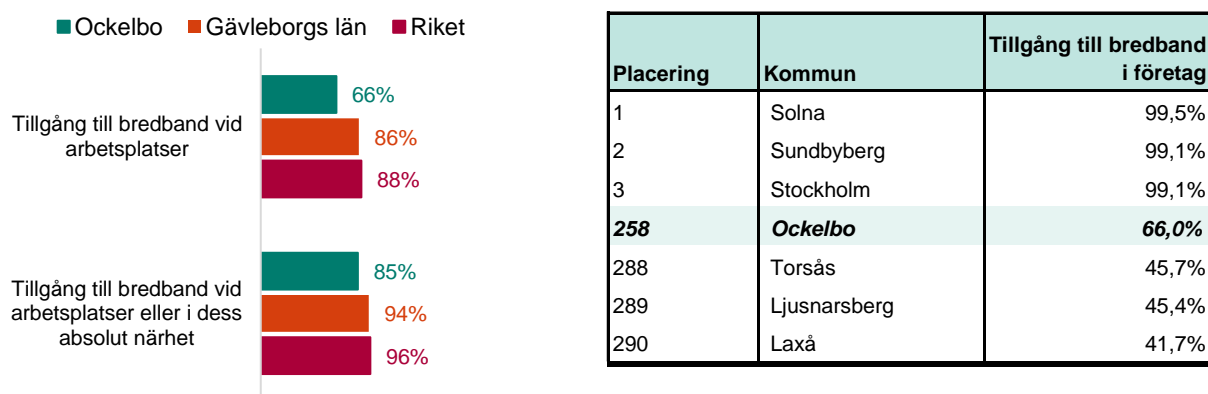 Ockelbo Gävleborgs län Riket
Tillgång till bredband vid
arbetsplatser
66%
86%
88%
Tillgång till bredband vid
arbetsplatser eller i dess
absolut närhet
85%
94%
96%
Placering Kommun Tillgång till bredband
i företag
1 Solna 99,5%
2 Sundbyberg 99,1%
3 Stockholm 99,1%
258 Ockelbo 66,0%
288 Torsås 45,7%
289 Ljusnarsberg 45,4%
290 Laxå 41,7%